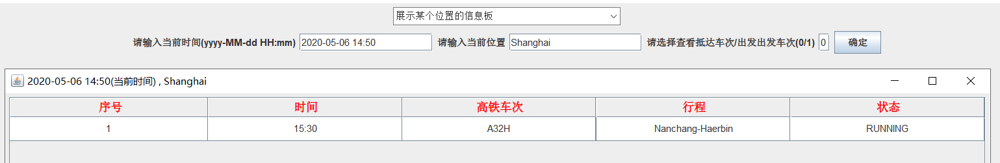 展示某个位置的信息板
请输入当前时间(yyyy-MM-dd HH:mm) 2020-05-06 14:50 请输入当前位置 Shanghai 请选择查看抵达车次/出发出发车次(0/1) 0 确定
2020-05-06 14:50(当前时间) , Shanghai
序号 时间 高铁车次 行程 状态
1 15:30 A32H Nanchang-Haerbin RUNNING